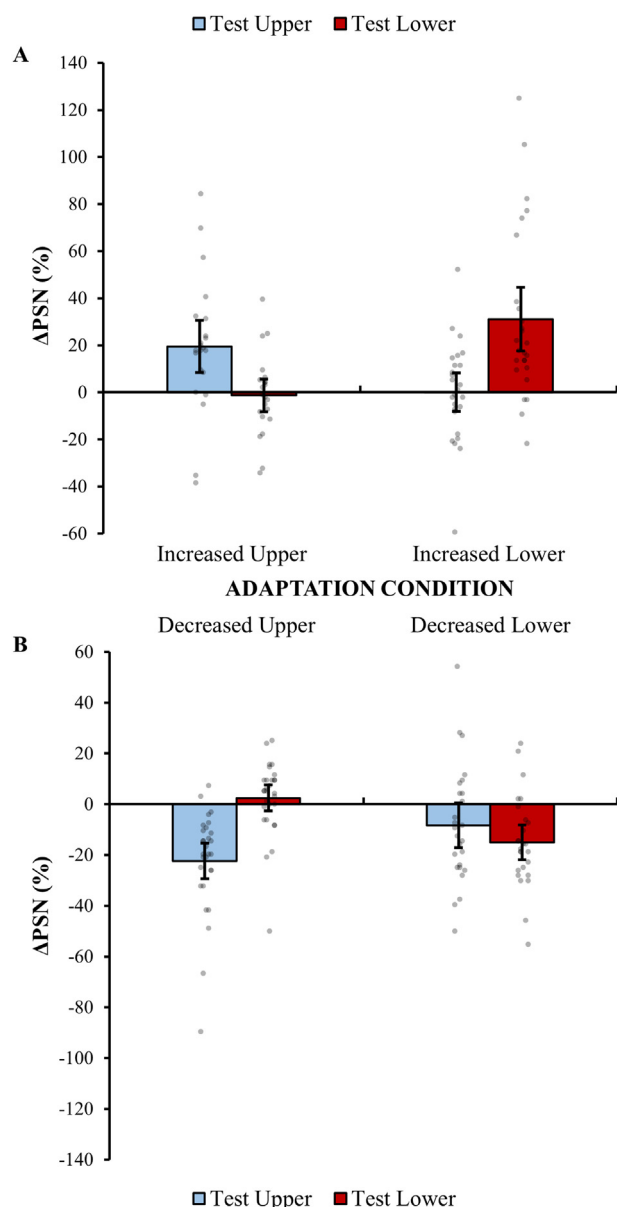 Test Upper Test Lower
A
140
120
100
80
60
40
20
0
-20
-40
-60
ΔPSN (%)
Increased Upper Increased Lower
ADAPTATION CONDITION
Decreased Upper Decreased Lower
B
60
40
20
0
-20
-40
-60
-80
-100
-120
-140
ΔPSN (%)
Test Upper Test Lower